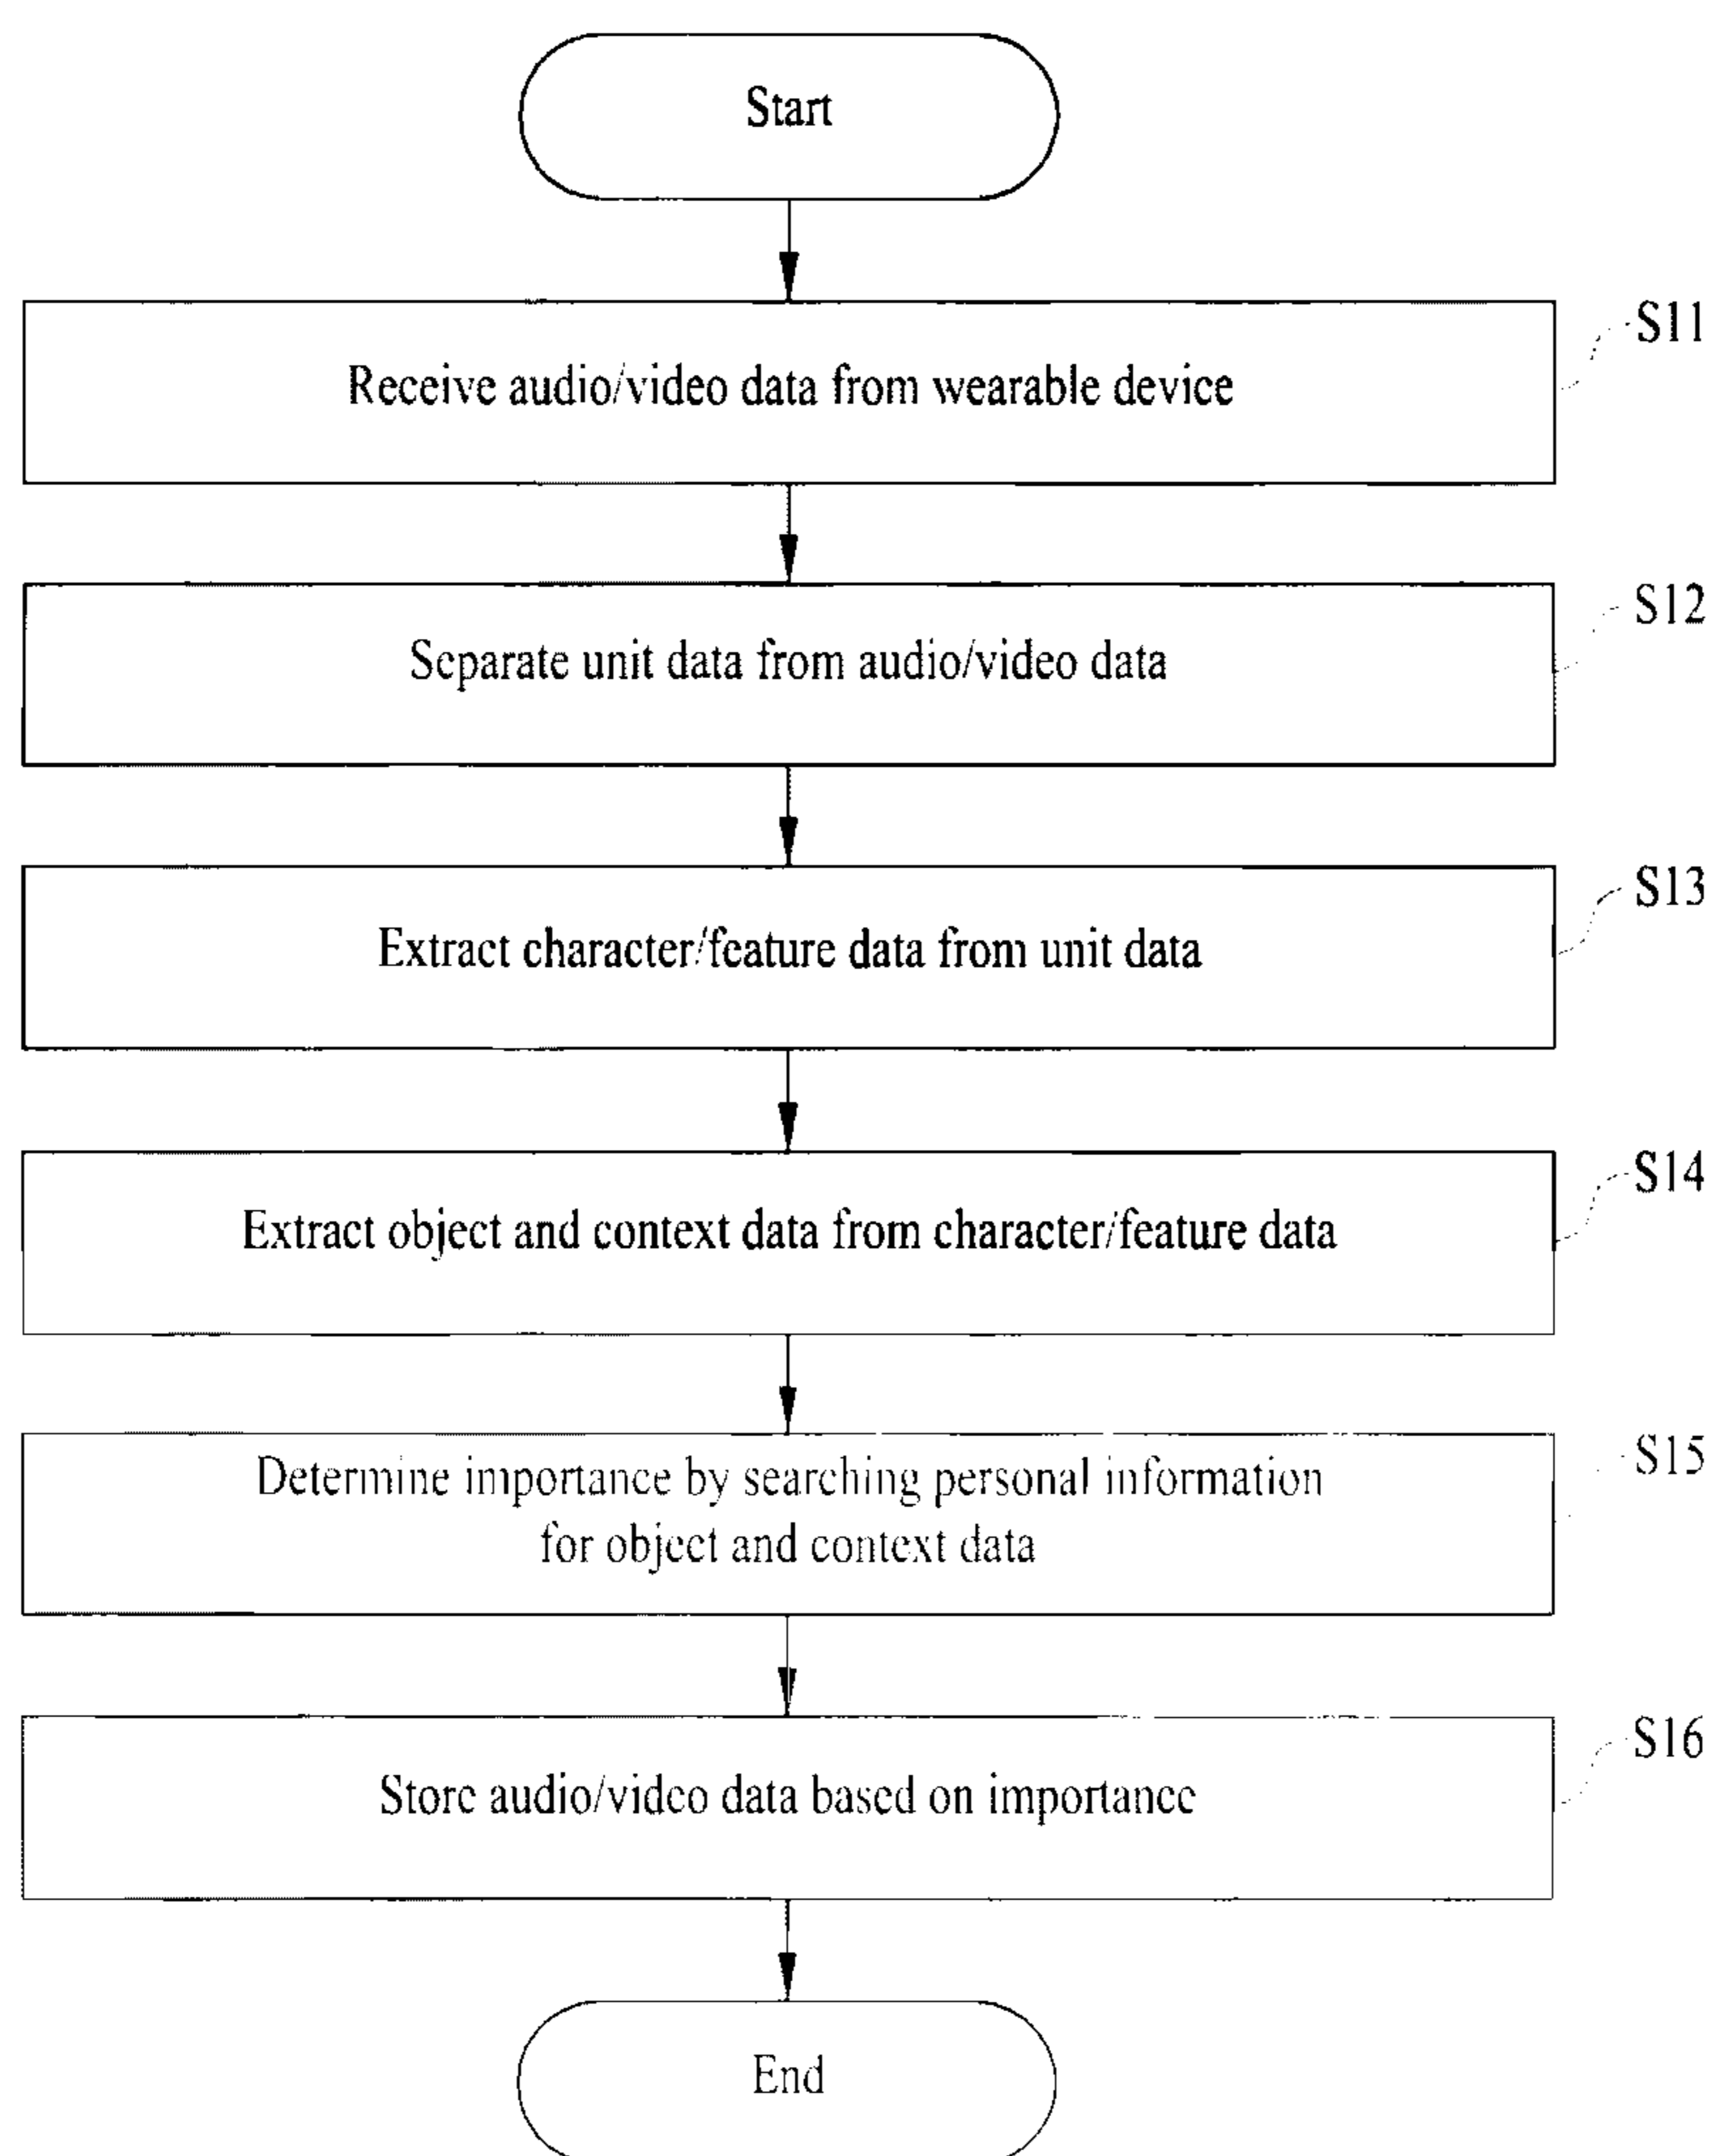 Start
S11
Receive audio/video data from wearable device
S12
Separate unit data from audio/video data
S13
Extract character/feature data from unit data
S14
Extract object and context data from character/feature data
S15
Determine importance by searching personal information
for object and context data
S16
Store audio/video data based on importance
End